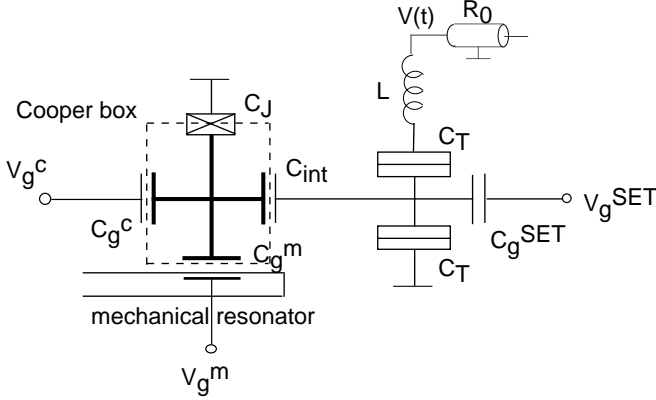 V(t)
R0
L
Cooper box
CJ
CT
Vgc
Cint
VgSET
Cgc
Cgm
CgSET
CT
mechanical resonator
Vgm